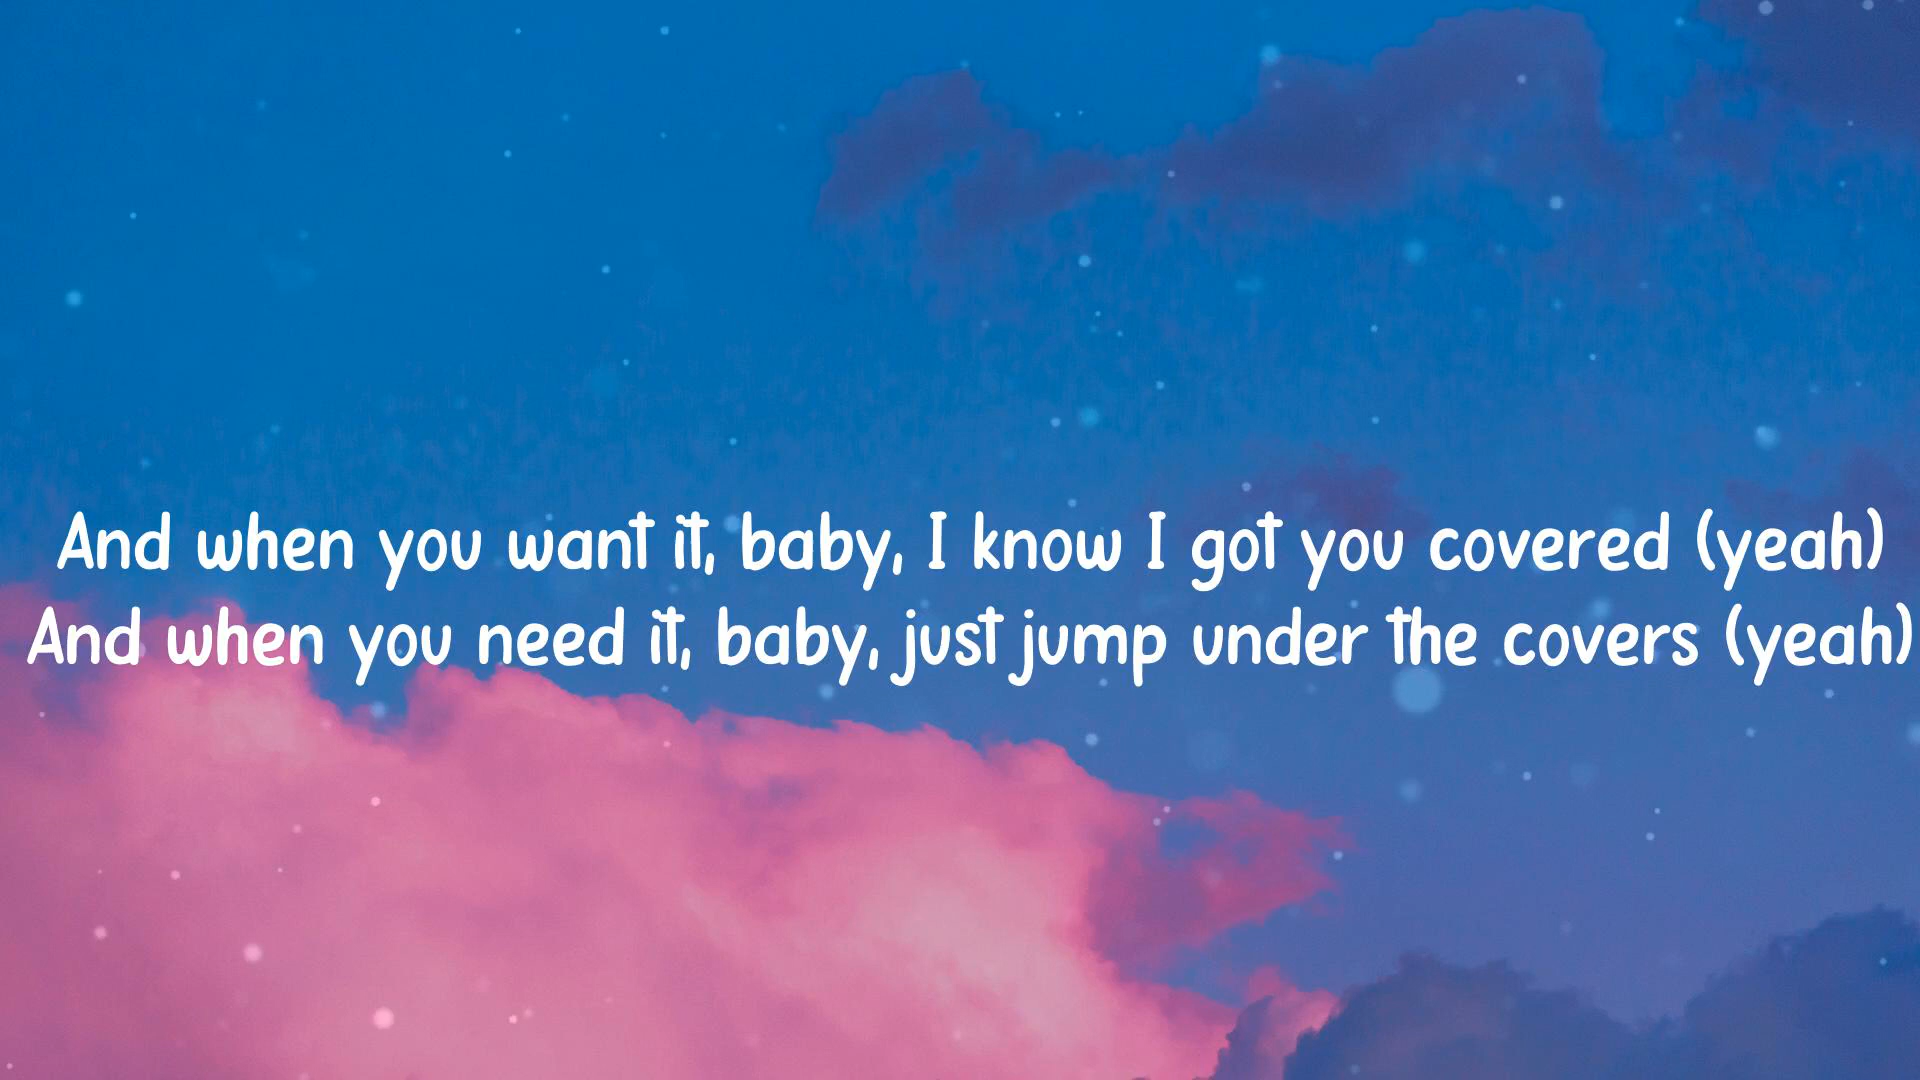 And when you want it, baby, I know I got you covered (yeah)
And when you need it, baby, just jump under the covers (yeah)